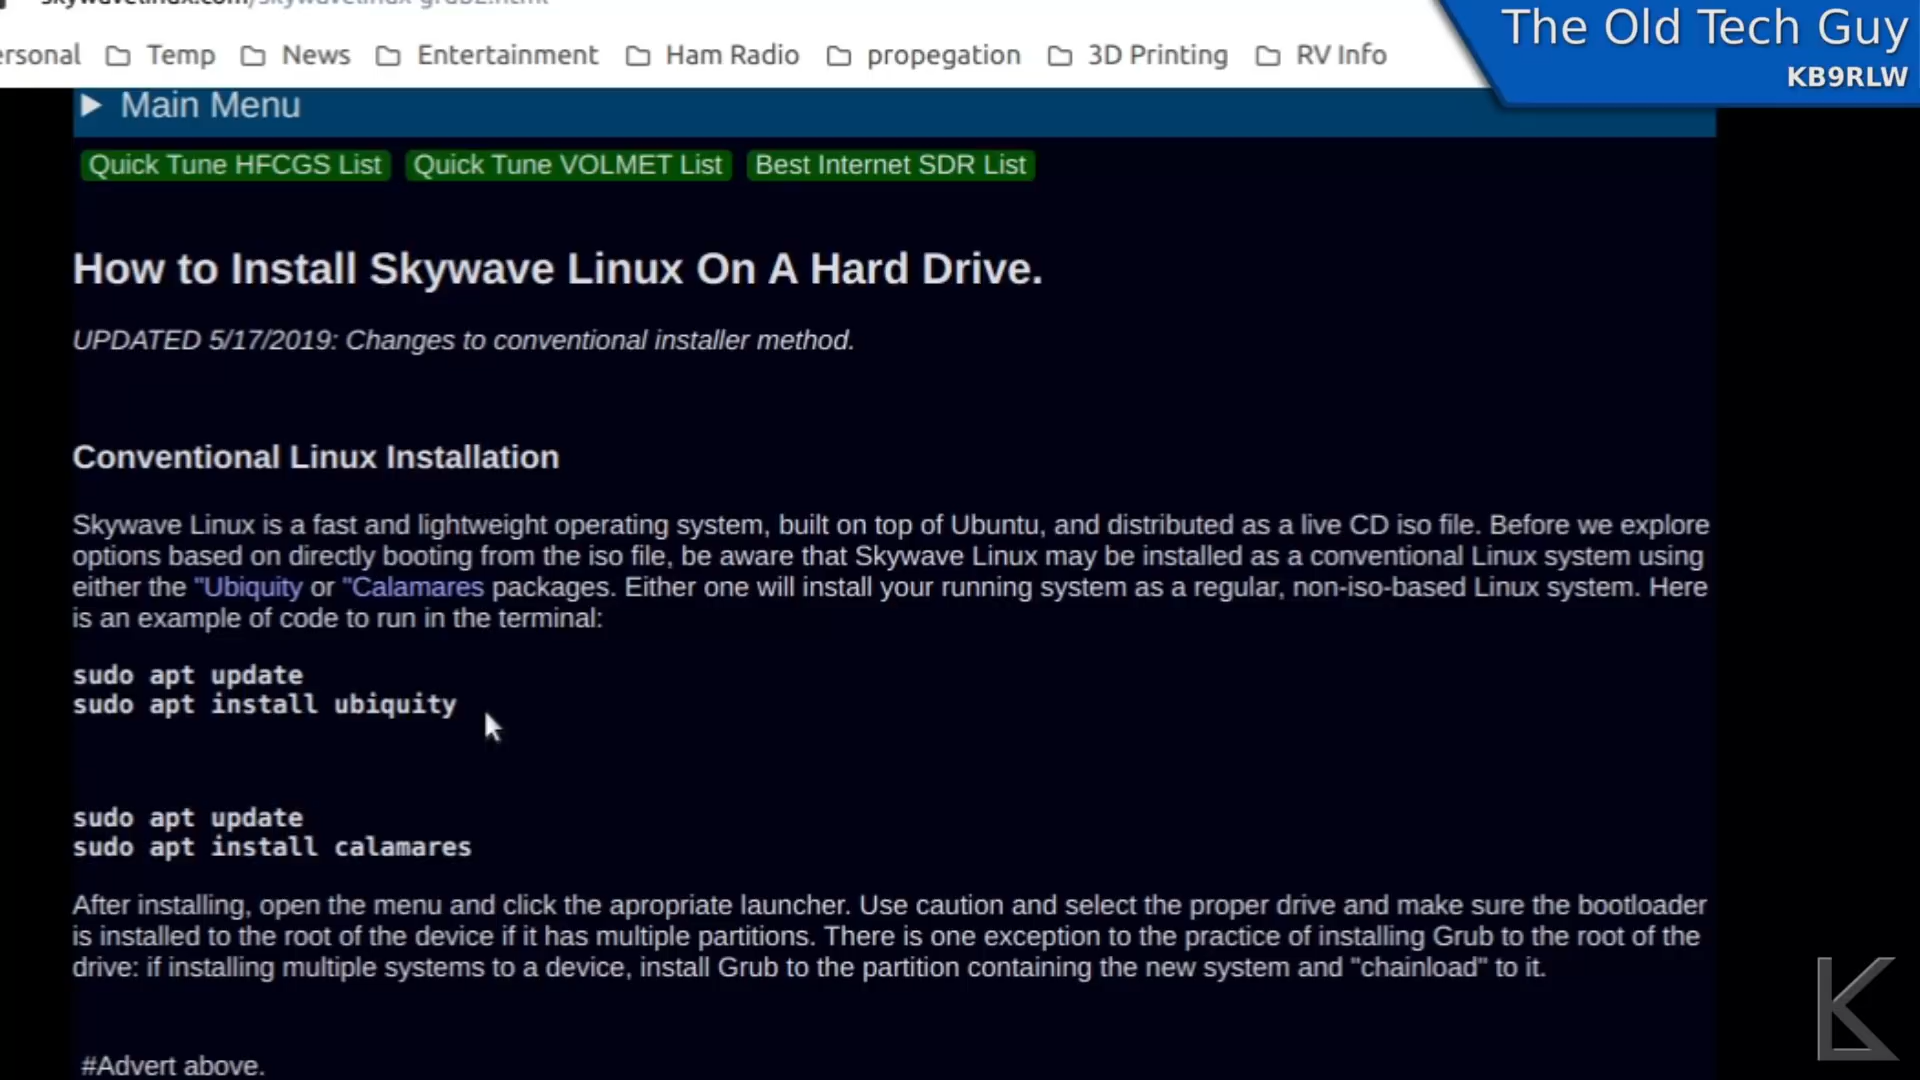 The Old Tech Guy
KB9RLW
Temp News Entertainment Ham Radio propegation 3D Printing RV Info
▶ Main Menu
Quick Tune HFCGS List Quick Tune VOLMET List Best Internet SDR List
How to Install Skywave Linux On A Hard Drive.
UPDATED 5/17/2019: Changes to conventional installer method.
Conventional Linux Installation
Skywave Linux is a fast and lightweight operating system, built on top of Ubuntu, and distributed as a live CD iso file. Before we explore
options based on directly booting from the iso file, be aware that Skywave Linux may be installed as a conventional Linux system using
either the "Ubiquity or "Calamares packages. Either one will install your running system as a regular, non-iso-based Linux system. Here
is an example of code to run in the terminal:
sudo apt update
sudo apt install ubiquity
sudo apt update
sudo apt install calamares
After installing, open the menu and click the apropriate launcher. Use caution and select the proper drive and make sure the bootloader
is installed to the root of the device if it has multiple partitions. There is one exception to the practice of installing Grub to the root of the
drive: if installing multiple systems to a device, install Grub to the partition containing the new system and "chainload" to it.
#Advert above.